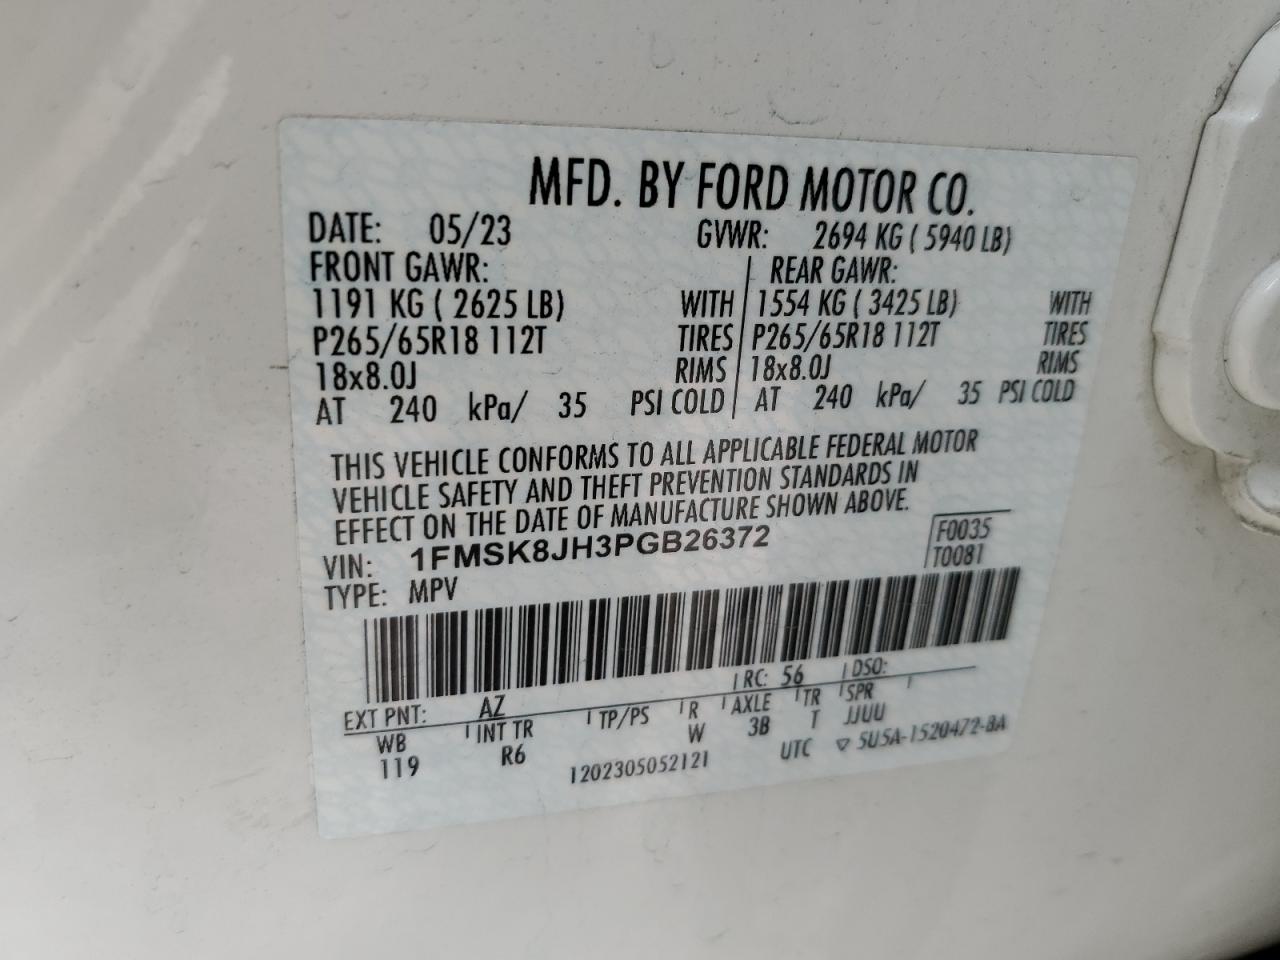 MFD. BY FORD MOTOR CO.
DATE: 05/23 GVWR: 2694 KG ( 5940 LB)
FRONT GAWR: REAR GAWR:
1191 KG ( 2625 LB) WITH 1554 KG ( 3425 LB) WITH
P265/65R18 112T TIRES P265/65R18 112T TIRES
18x8.0J RIMS 18x8.0J RIMS
AT 240 kPa/ 35 PSI COLD AT 240 kPa/ 35 PSI COLD
THIS VEHICLE CONFORMS TO ALL APPLICABLE FEDERAL MOTOR
VEHICLE SAFETY AND THEFT PREVENTION STANDARDS IN
EFFECT ON THE DATE OF MANUFACTURE SHOWN ABOVE.
VIN: 1FMSK8JH3PGB26372 F0035
TYPE: MPV T0081
EXT PNT: AZ RC: 56 DSO:
WB INT TR TP/PS R AXLE TR SPR
119 R6 W 3B T JJUU
1202305052121 UTC ▽ 5U5A-1520472-BA